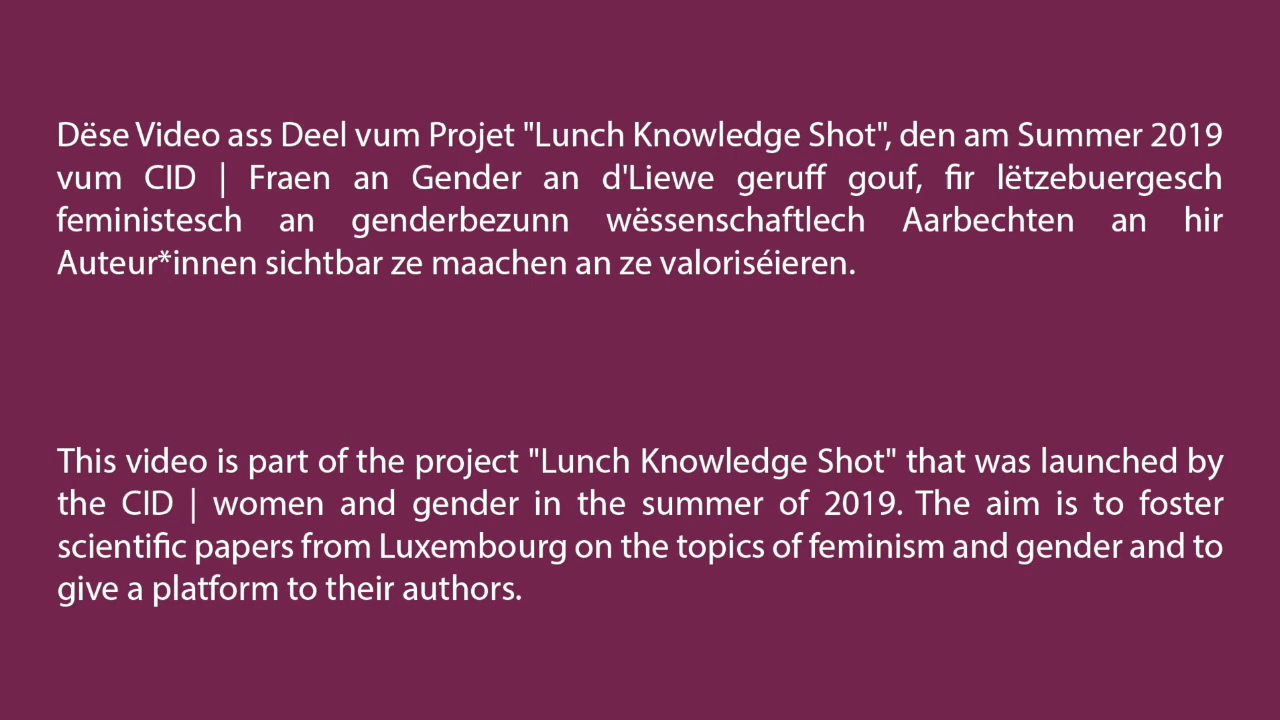 Dëse Video ass Deel vum Projet "Lunch Knowledge Shot", den am Summer 2019
vum CID | Fraen an Gender an d'Liewe geruff gouf, fir lëtzebuergesch
feministesch an genderbezunn wëssenschaftlech Aarbechten an hir
Auteur*innen sichtbar ze maachen an ze valoriséieren.
This video is part of the project "Lunch Knowledge Shot" that was launched by
the CID | women and gender in the summer of 2019. The aim is to foster
scientific papers from Luxembourg on the topics of feminism and gender and to
give a platform to their authors.